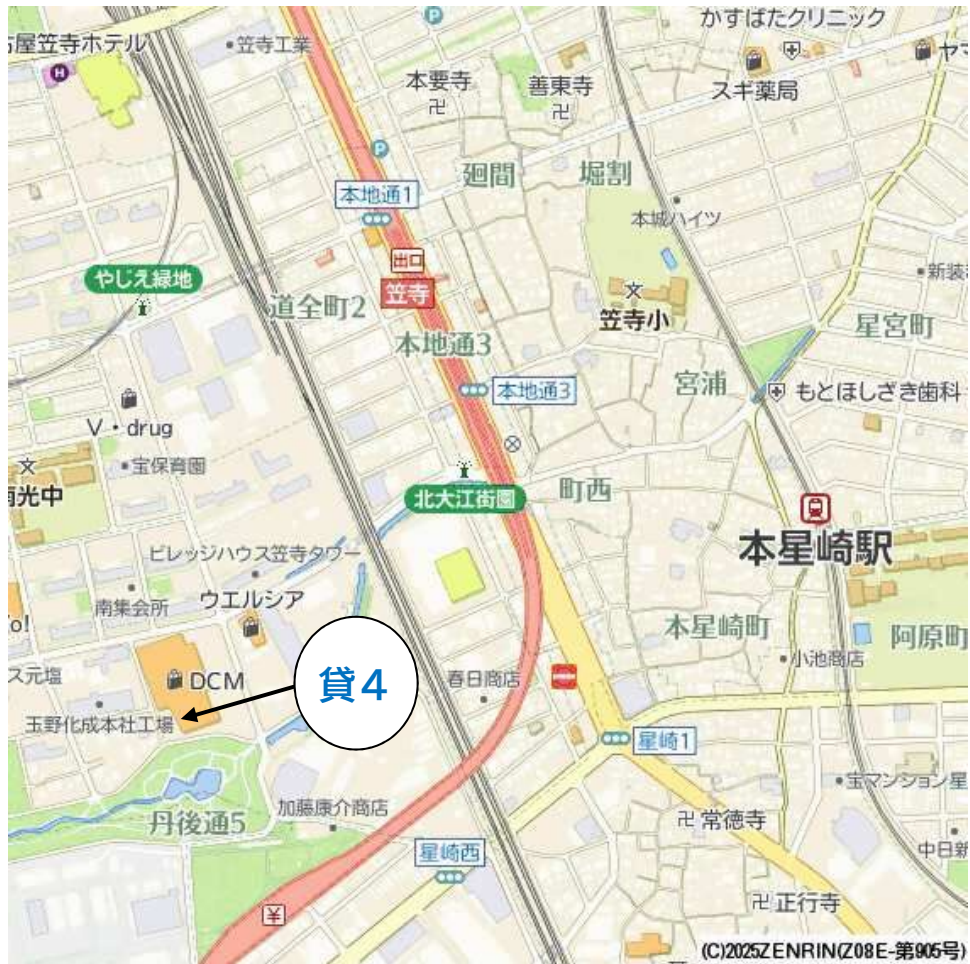 かすばたクリニック
屋笠寺ホテル
笠寺工業
本要寺
善東寺
スギ薬局
P
H
P
廻間
堀割
本地通1
本城ハイツ
出口
笠寺
やじえ緑地
道全町2
新装
笠寺小
星宮町
本地通3
本地通3
宮浦
もとほしざき歯科
V・drug
宝保育園
光中
北大江街園
町西
本星崎駅
ビレッジハウス笠寺タワー
南集会所
ウエルシア
本星崎町
阿原町
o!
小池商店
ス元塩
DCM
貸4
春日商店
玉野化成本社工場
星崎1
宝マンション星
加藤康介商店
丹後通5
常徳寺
星崎西
中日新
正行寺
¥
(C)2025ZENRIN(Z08E-第905号)